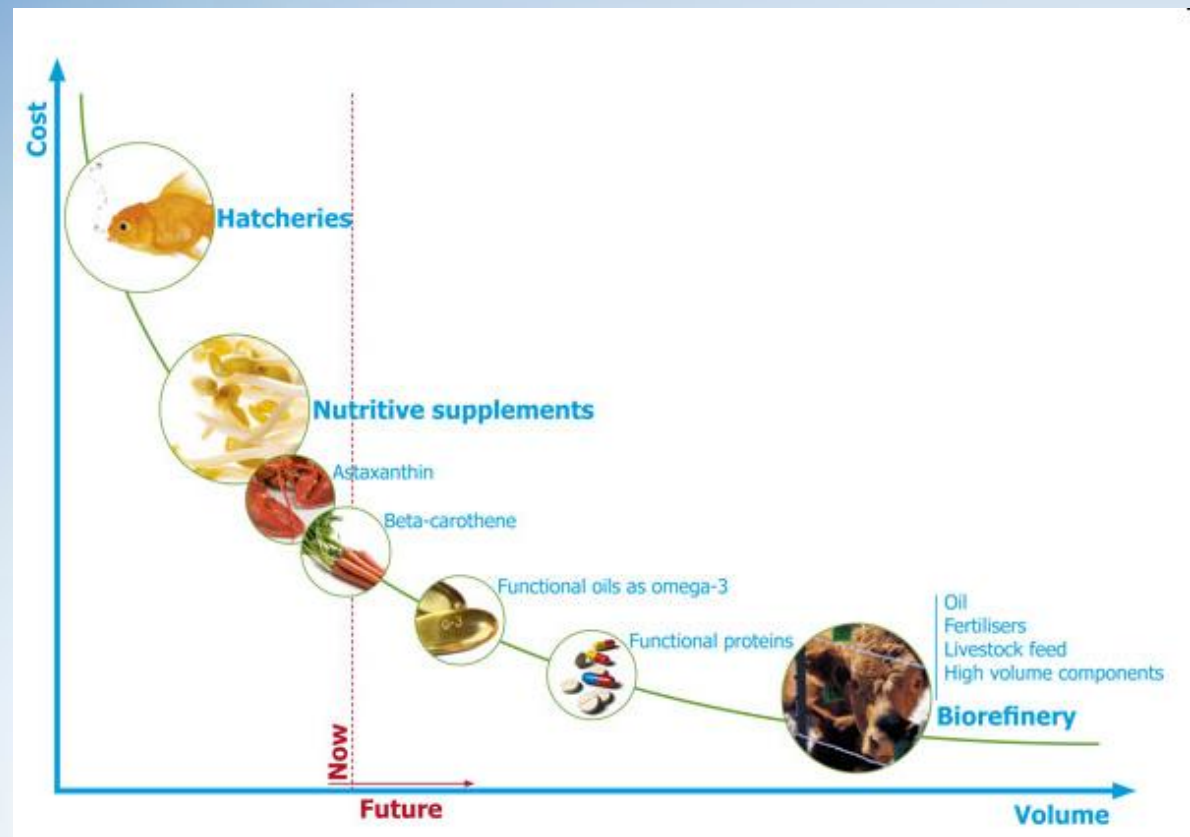 Cost
Hatcheries
Nutritive supplements
Astaxanthin
Beta-carothene
Functional oils as omega-3
Functional proteins
Oil
Fertilisers
Livestock feed
High volume components
Biorefinery
Now
Future
Volume